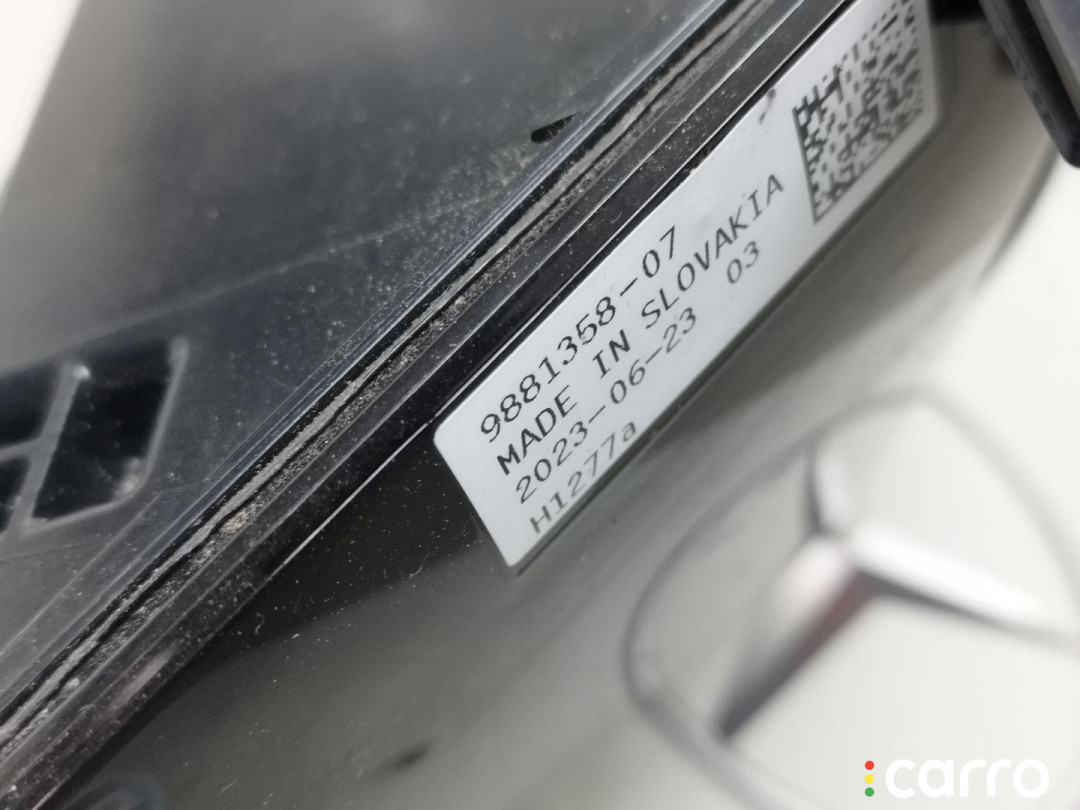 9881358-07
MADE IN SLOVAKIA
2023-06-23 03
H1277a
carro